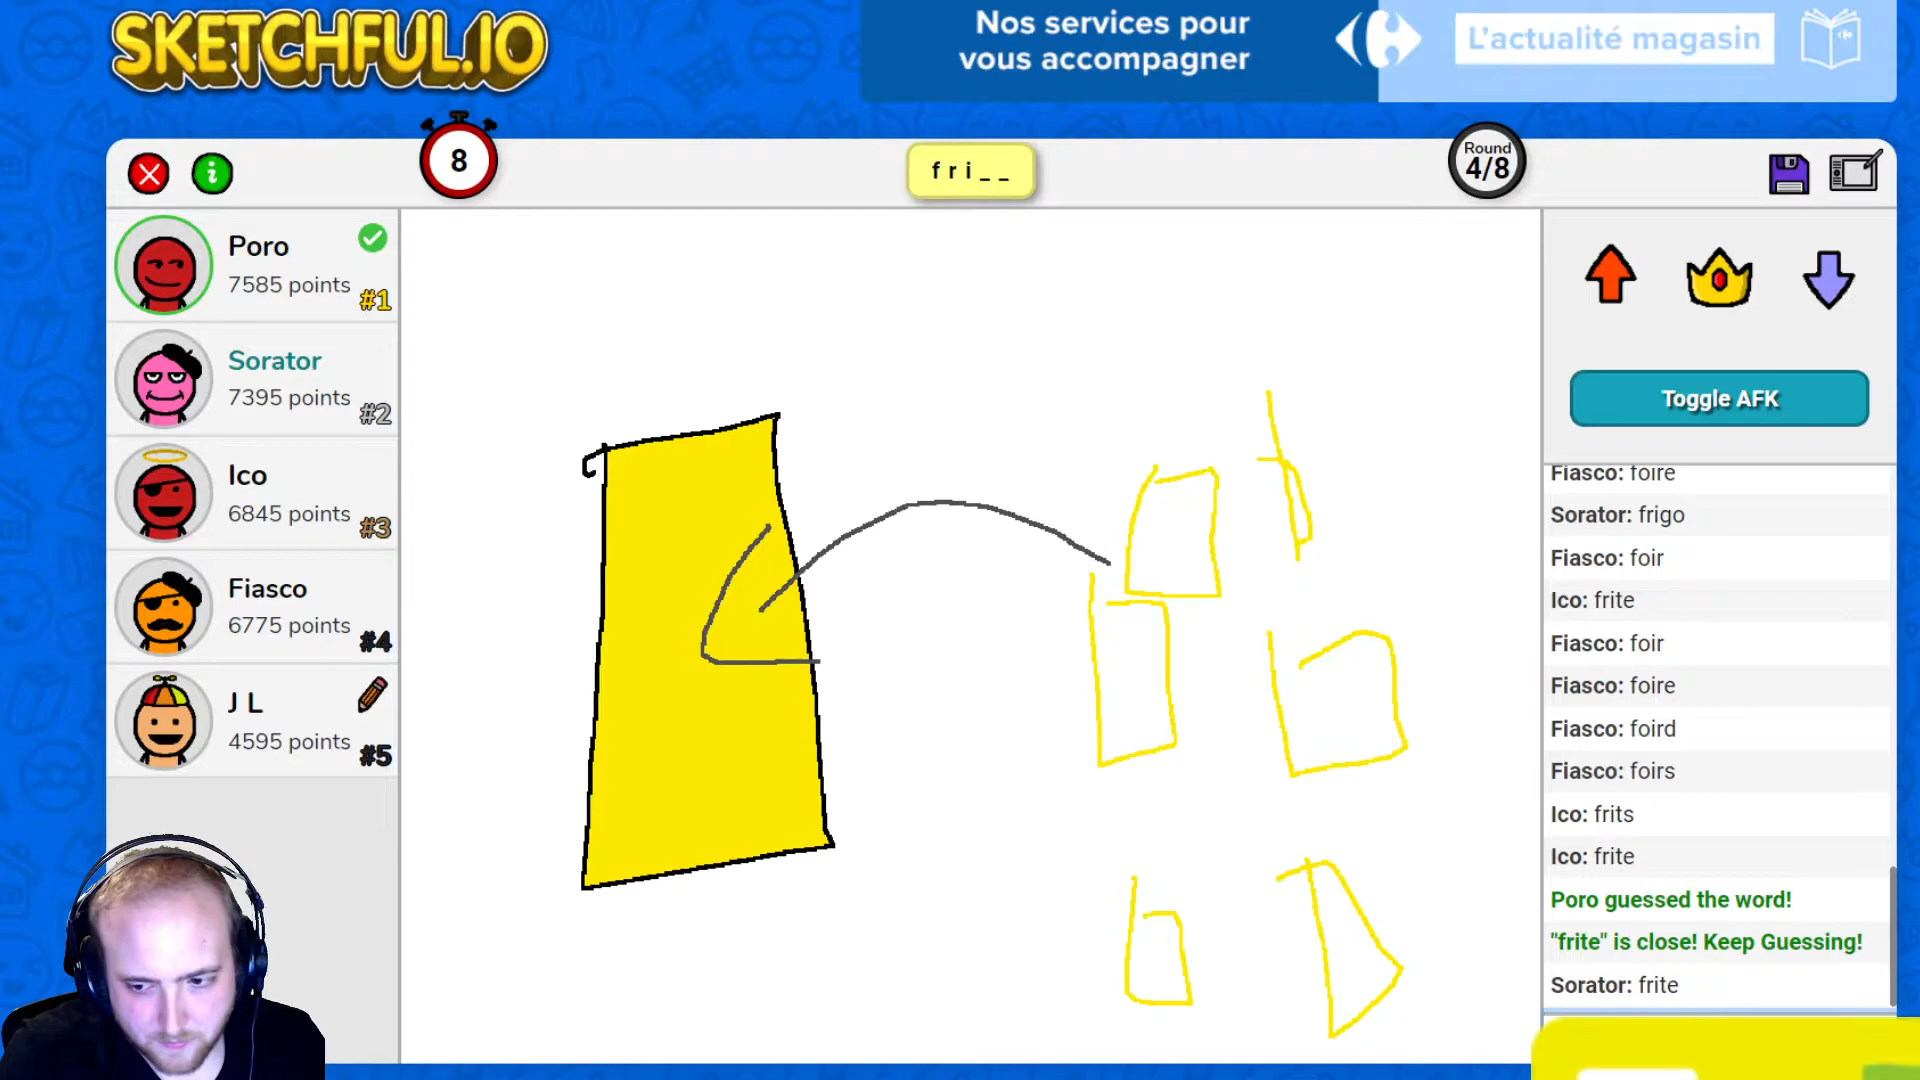 SKETCHFUL.IO
Nos services pour
vous accompagner
L'actualité magasin
8
fri__
Round
4/8
Poro
7585 points
#1
Sorator
7395 points
#2
Ico
6845 points
#3
Fiasco
6775 points
#4
J L
4595 points
#5
Toggle AFK
Fiasco: foire
Sorator: frigo
Fiasco: foir
Ico: frite
Fiasco: foir
Fiasco: foire
Fiasco: foird
Fiasco: foirs
Ico: frits
Ico: frite
Poro guessed the word!
"frite" is close! Keep Guessing!
Sorator: frite